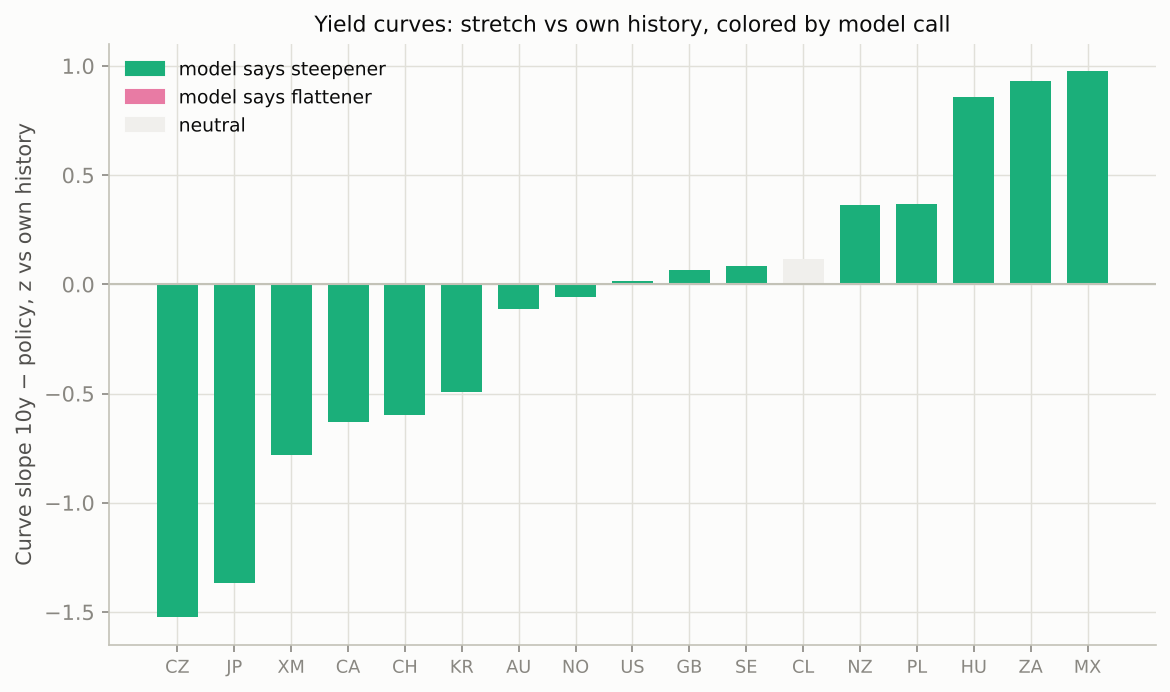 Yield curves: stretch vs own history, colored by model call
model says steepener
model says flattener
neutral
Curve slope 10y − policy, z vs own history
1.0
0.5
0.0
−0.5
−1.0
−1.5
CZ JP XM CA CH KR AU NO US GB SE CL NZ PL HU ZA MX